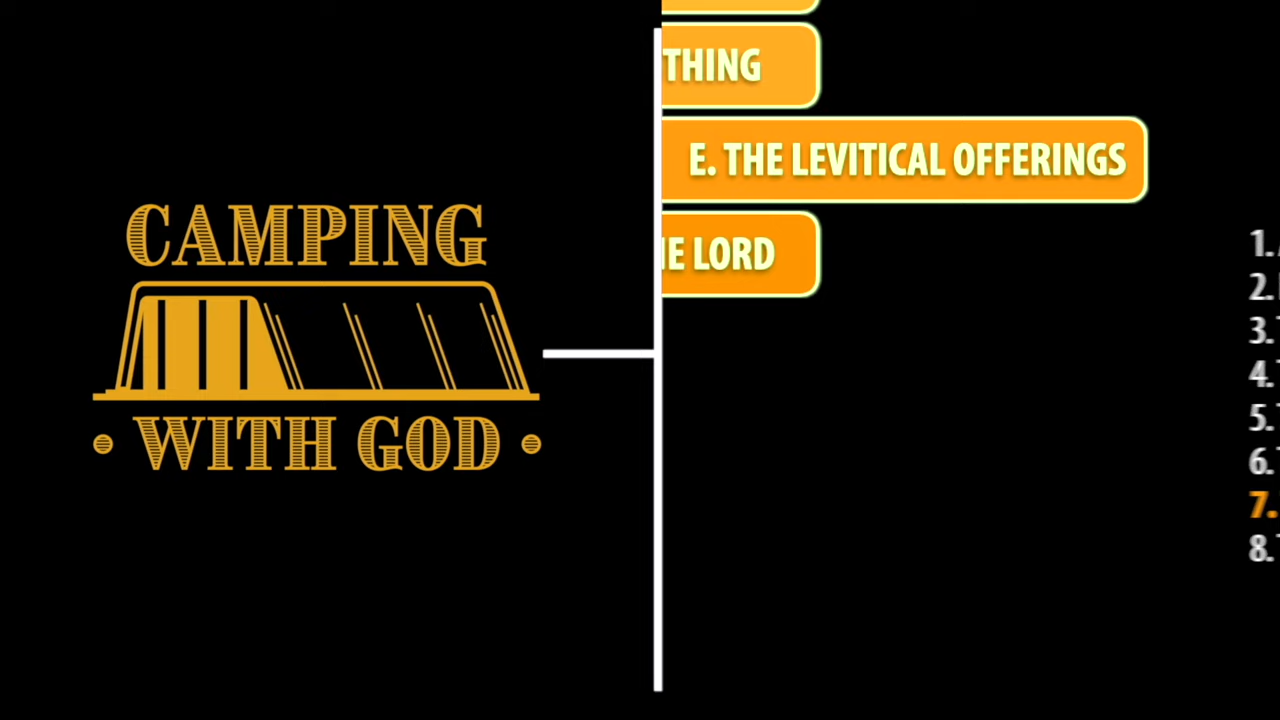 CAMPING
• WITH GOD •
THING
E. THE LEVITICAL OFFERINGS
LORD
1.
2.
3.
4.
5.
6.
7.
8.